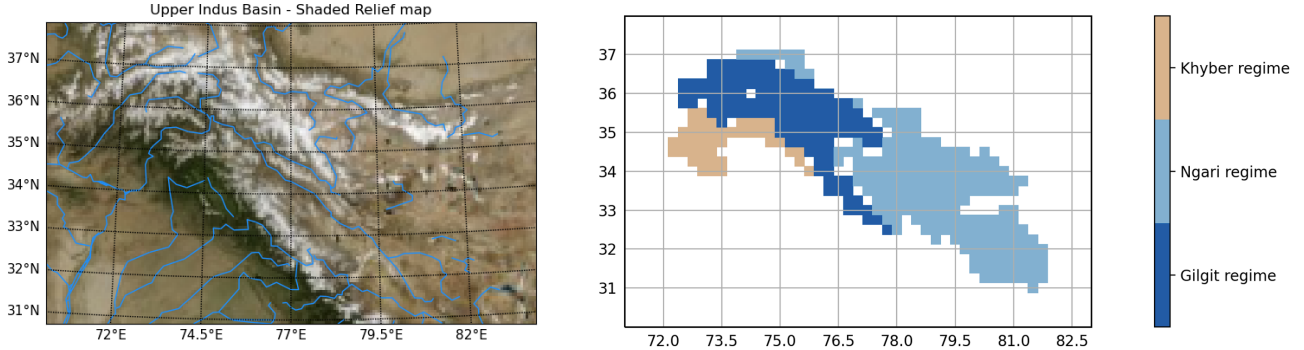 Upper Indus Basin - Shaded Relief map
37°N
36°N
35°N
34°N
33°N
32°N
31°N
72°E
74.5°E
77°E
79.5°E
82°E
37
36
35
34
33
32
31
72.0
73.5
75.0
76.5
78.0
79.5
81.0
82.5
Khyber regime
Ngari regime
Gilgit regime